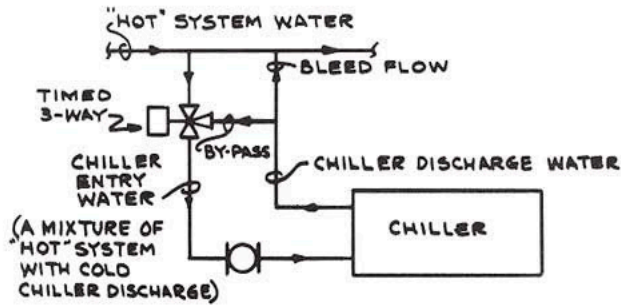 "HOT" SYSTEM WATER
BLEED FLOW
TIMED
3-WAY
BY-PASS
CHILLER
ENTRY
WATER
(A MIXTURE OF
"HOT" SYSTEM
WITH COLD
CHILLER DISCHARGE)
CHILLER DISCHARGE WATER
CHILLER